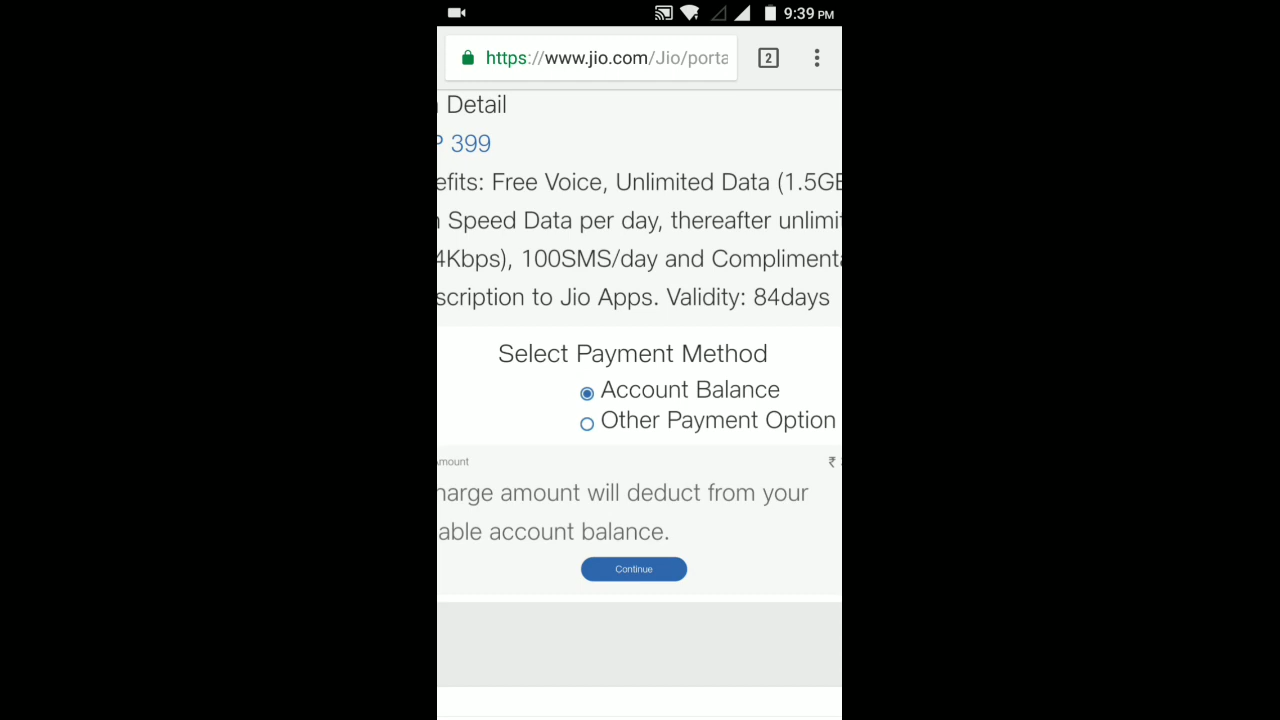 9:39 PM
https://www.jio.com/Jio/porta
2
Detail
399
efits: Free Voice, Unlimited Data (1.5GB
Speed Data per day, thereafter unlimit
4Kbps), 100SMS/day and Complimenta
scription to Jio Apps. Validity: 84days
Select Payment Method
Account Balance
Other Payment Option
mount ₹
harge amount will deduct from your
able account balance.
Continue